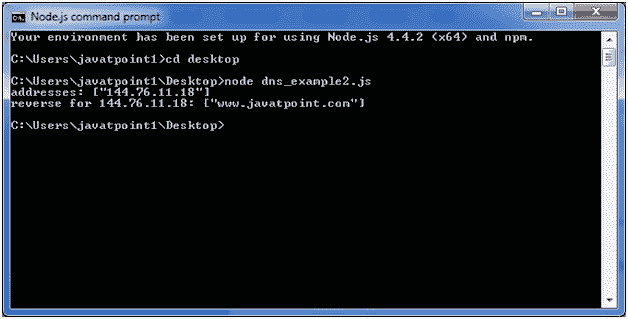 Node.js command prompt
Your environment has been set up for using Node.js 4.4.2 (x64) and npm.
C:\Users\javatpoint1>cd desktop
C:\Users\javatpoint1\Desktop>node dns_example2.js
addresses: ["144.76.11.18"]
reverse for 144.76.11.18: ["www.javatpoint.com"]
C:\Users\javatpoint1\Desktop>